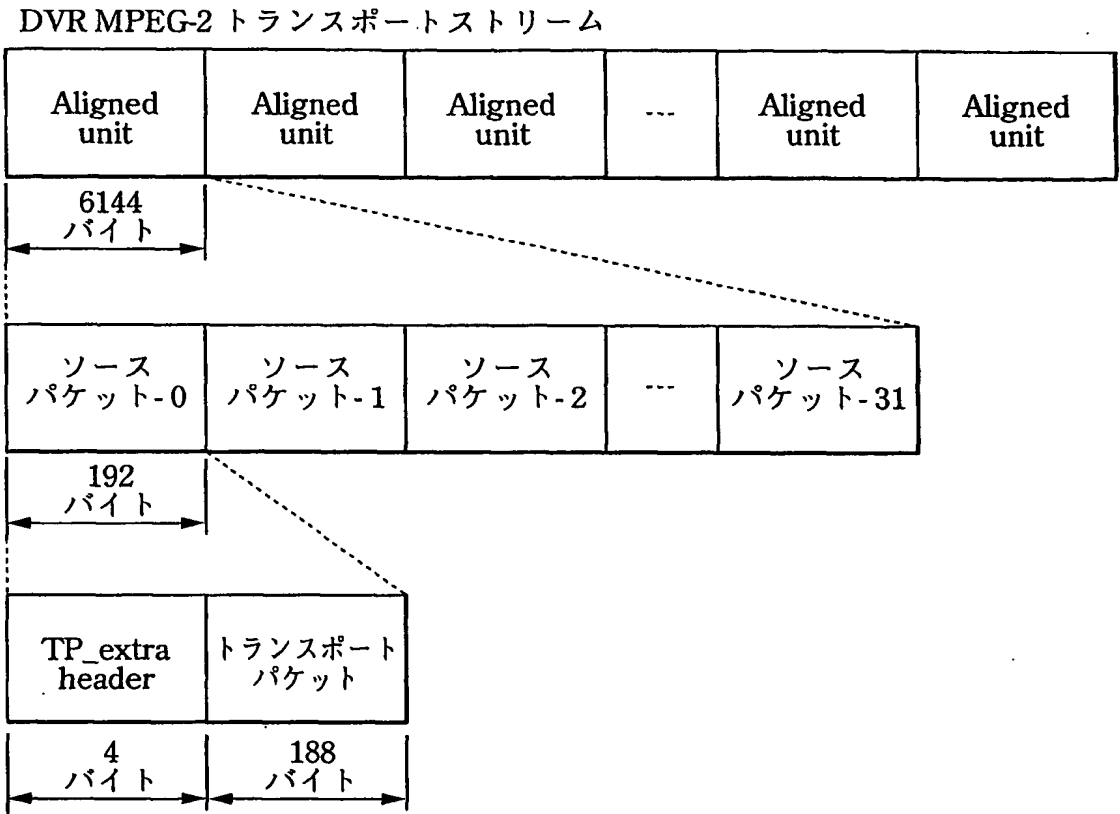 DVR MPEG-2 トランスポートストリーム
Aligned unit
Aligned unit
Aligned unit
---
Aligned unit
Aligned unit
6144
バイト
ソース
パケット-0
ソース
パケット-1
ソース
パケット-2
---
ソース
パケット-31
192
バイト
TP_extra
header
トランスポート
パケット
4
バイト
188
バイト